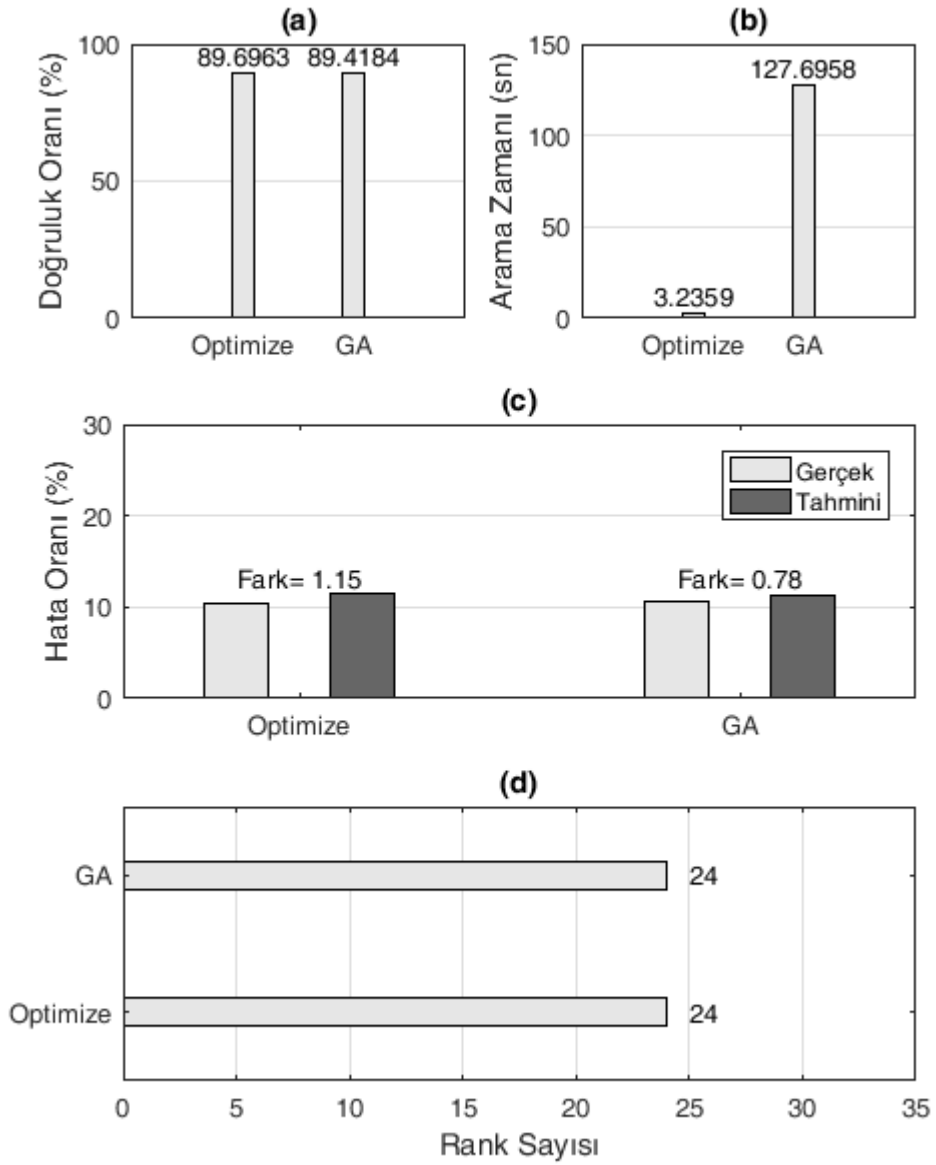 (a)
Doğruluk Oranı (%)
100
50
0
89.6963
89.4184
Optimize
GA
(b)
Arama Zamanı (sn)
150
100
50
0
3.2359
127.6958
Optimize
GA
(c)
Hata Oranı (%)
30
20
10
0
Gerçek
Tahmini
Fark= 1.15
Fark= 0.78
Optimize
GA
(d)
GA
24
Optimize
24
0 5 10 15 20 25 30 35
Rank Sayısı